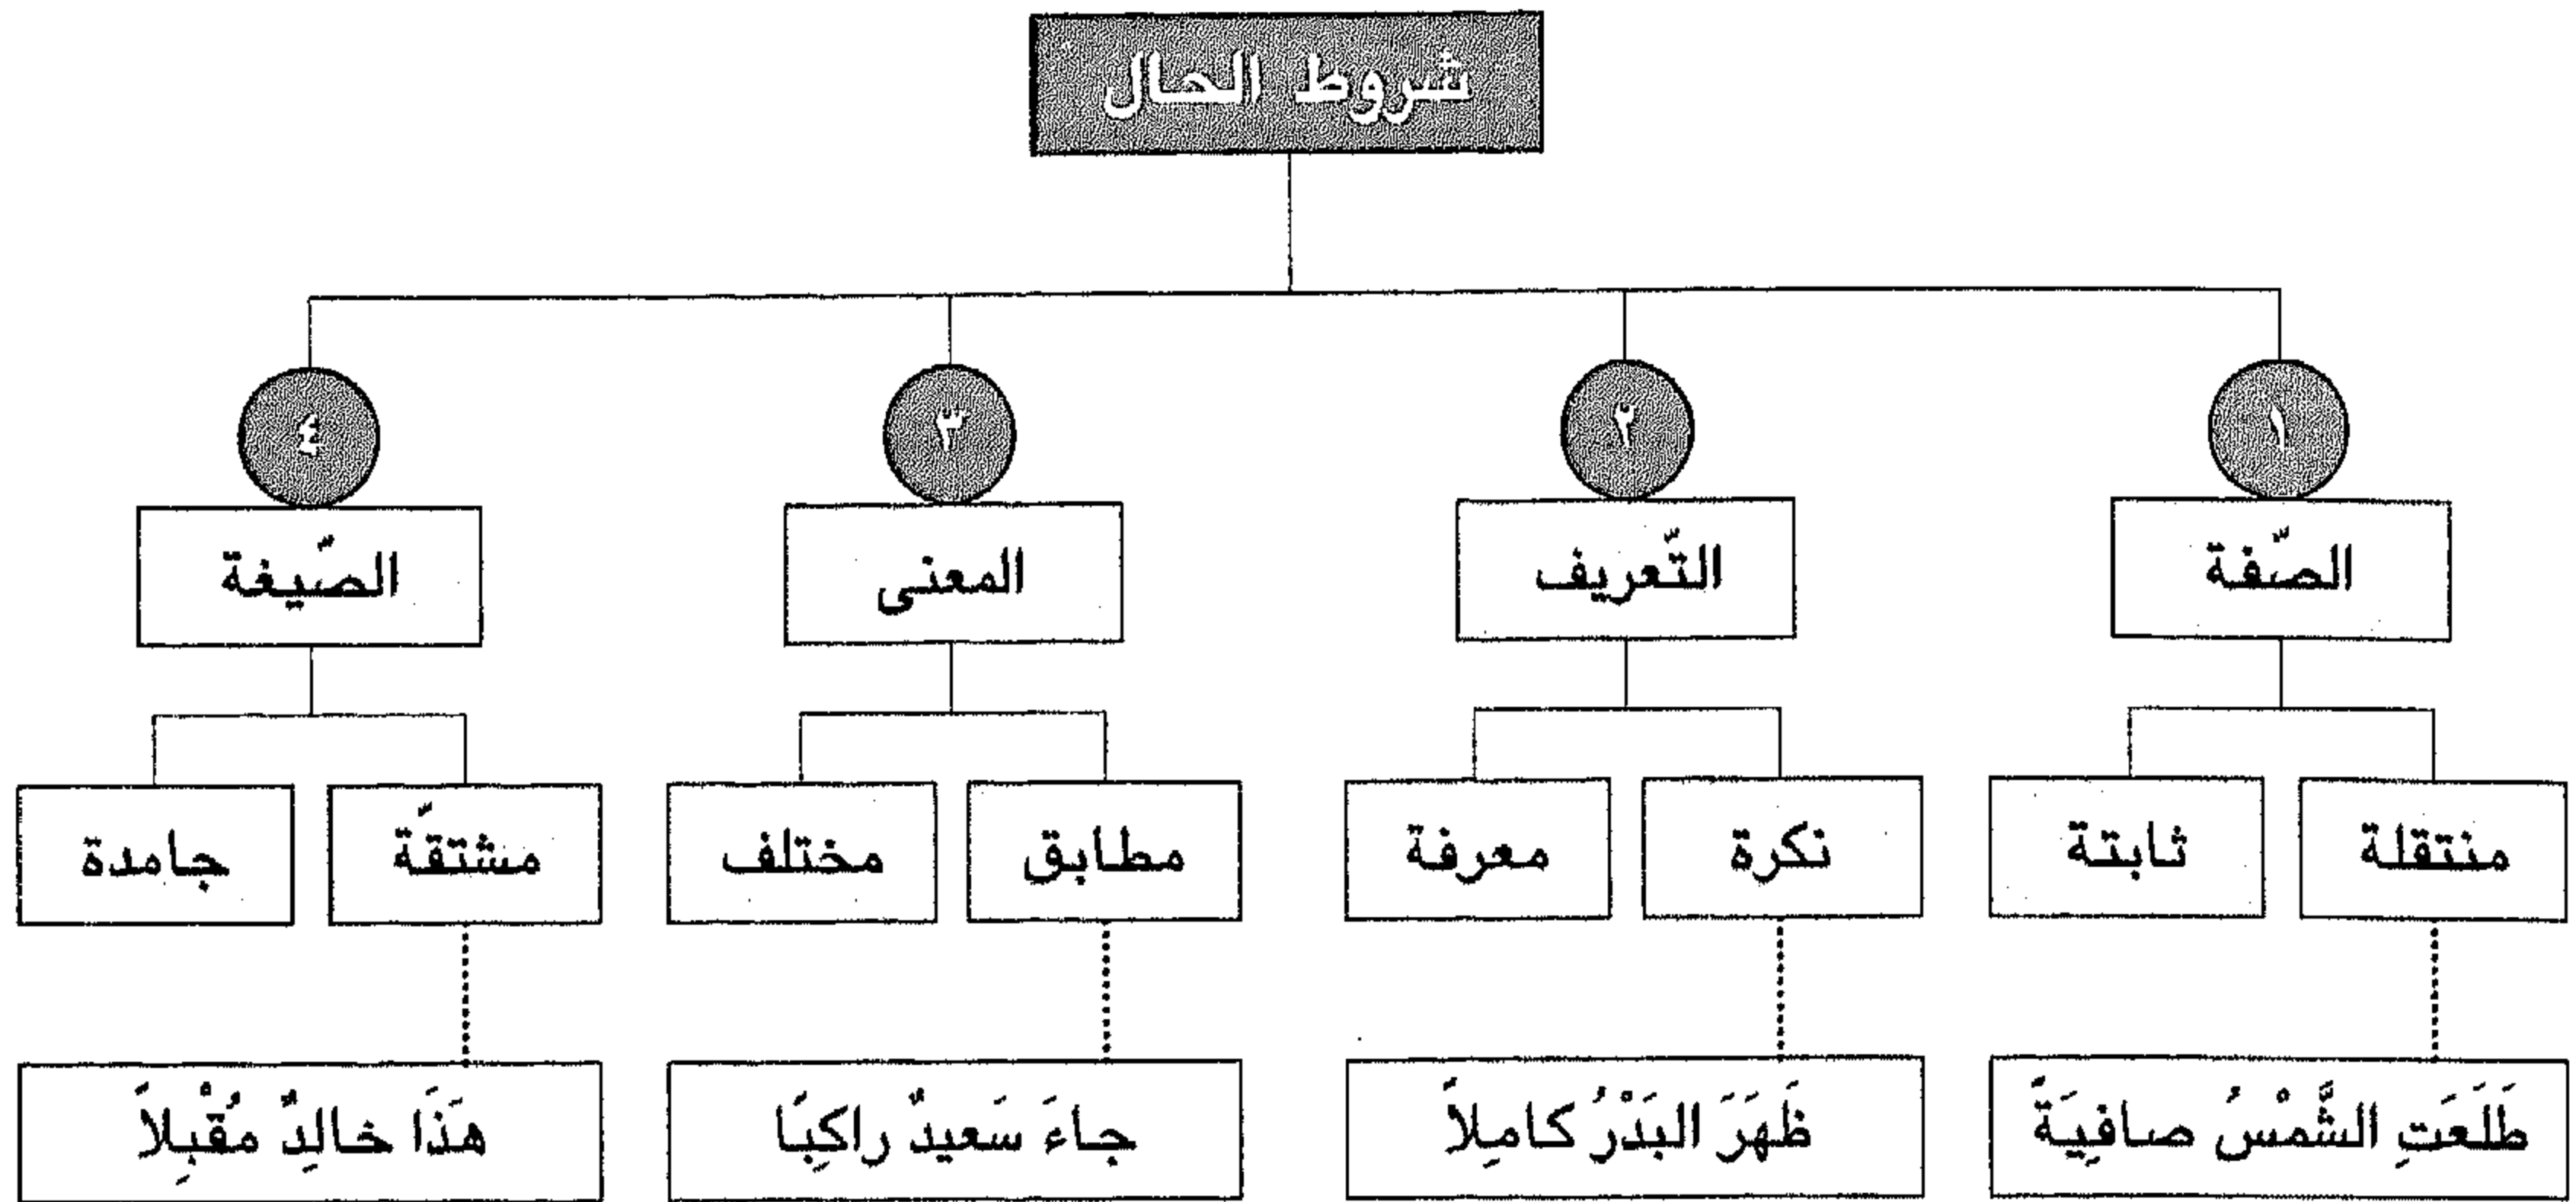 شروط الحال
١ ٢ ٣ ٤
الصّفة التّعريف المعنى الصّيغة
منتقلة ثابتة نكرة معرفة مطابق مختلف مشتقّة جامدة
طَلَعَتِ الشَّمْسُ صافِيَةً ظَهَرَ البَدْرُ كامِلاً جاءَ سَعيدٌ راكِبًا هَذَا خالِدٌ مُقْبِلاً